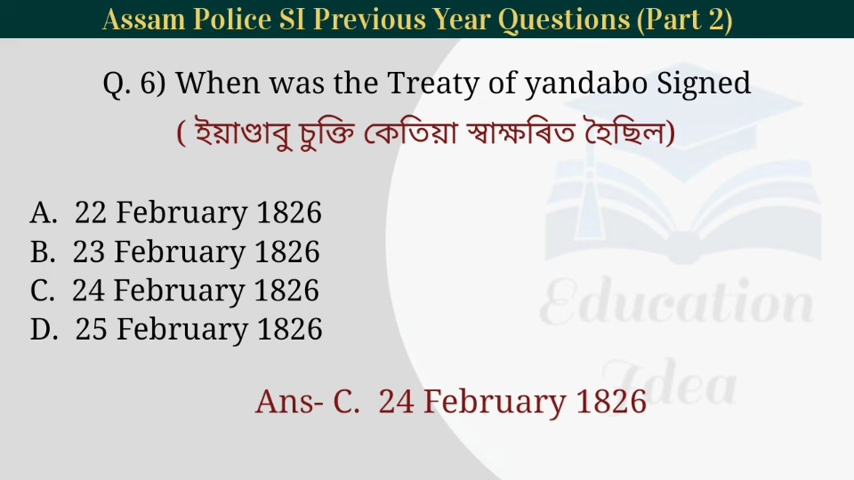 Assam Police SI Previous Year Questions (Part 2)
Q. 6) When was the Treaty of yandabo Signed
( ইয়াণ্ডাবু চুক্তি কেতিয়া স্বাক্ষৰিত হৈছিল)
A. 22 February 1826
B. 23 February 1826
C. 24 February 1826
D. 25 February 1826
Education
Idea
Ans- C. 24 February 1826